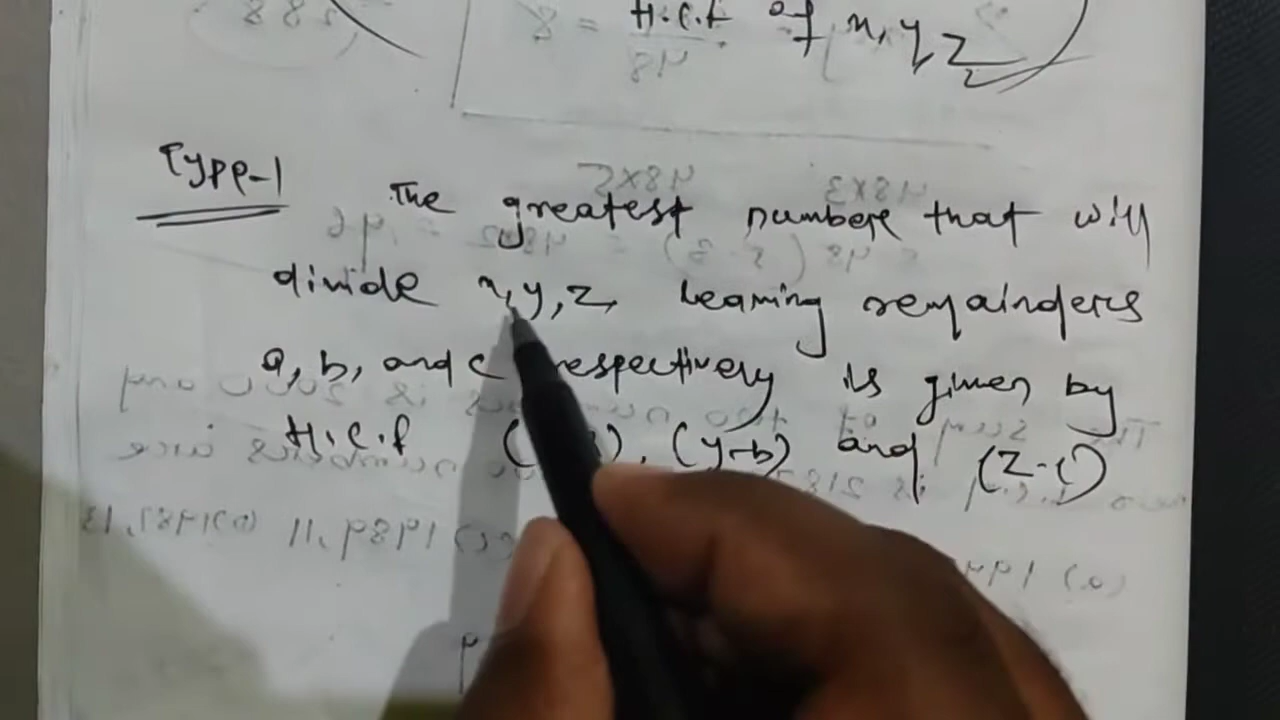 H.C.F of x, y, z
Type-1 The greatest number that will
divide x, y, z, leaving remainders
a, b, and c respectively is given by
H.C.F ( ), (y-b) and (z-c)